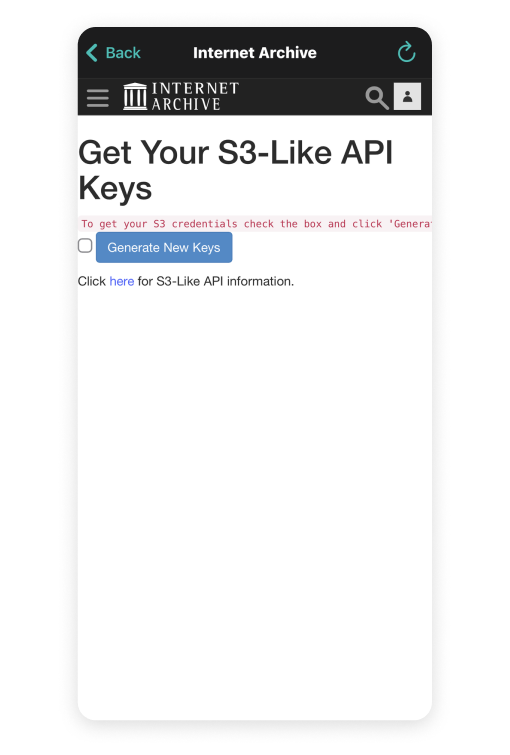 Back
Internet Archive
INTERNET
ARCHIVE
Get Your S3-Like API
Keys
To get your S3 credentials check the box and click 'Genera
Generate New Keys
Click here for S3-Like API information.